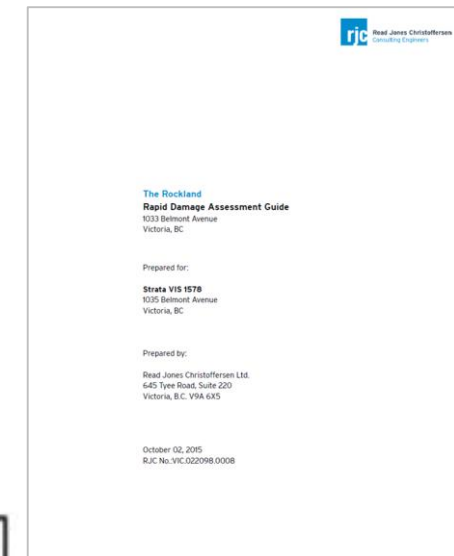 rjc Read Jones Christoffersen
Consulting Engineers
The Rockland
Rapid Damage Assessment Guide
1033 Belmont Avenue
Victoria, BC
Prepared for:
Strata VIS 1578
1035 Belmont Avenue
Victoria, BC
Prepared by:
Read Jones Christoffersen Ltd.
645 Tyee Road, Suite 220
Victoria, B.C. V9A 6X5
October 02, 2015
RJC No.:VIC.022098.0008